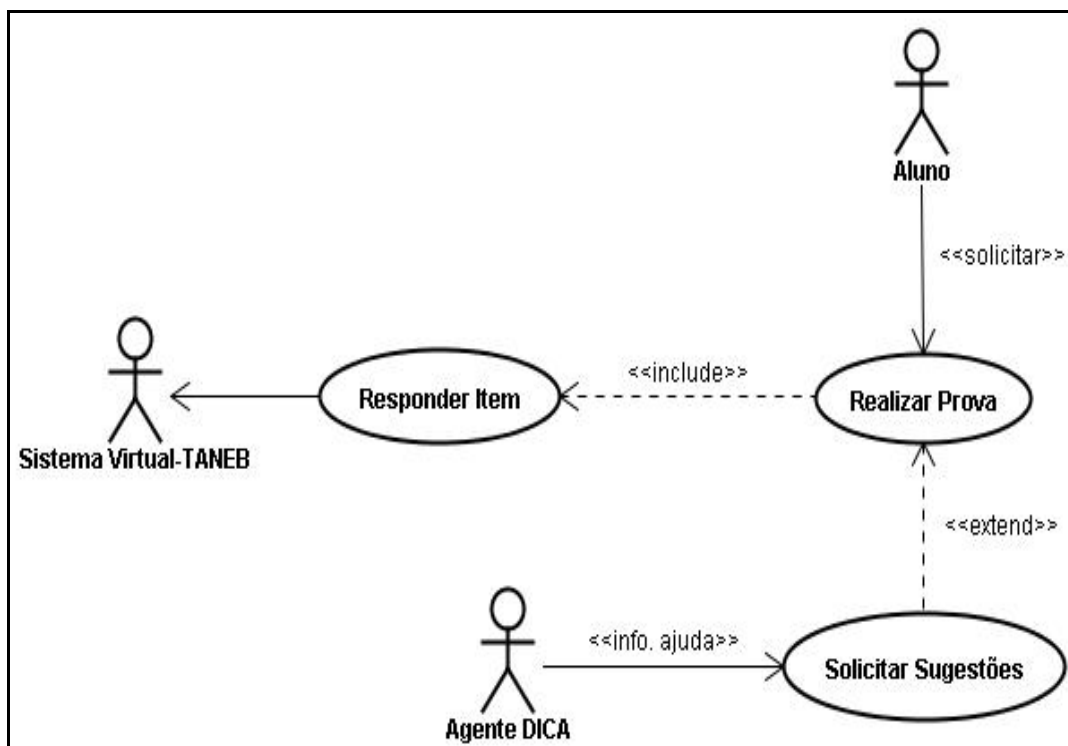 Aluno
<<solicitar>>
<<include>>
Responder Item
Realizar Prova
Sistema Virtual-TANEB
<<extend>>
<<info. ajuda>>
Solicitar Sugestões
Agente DICA